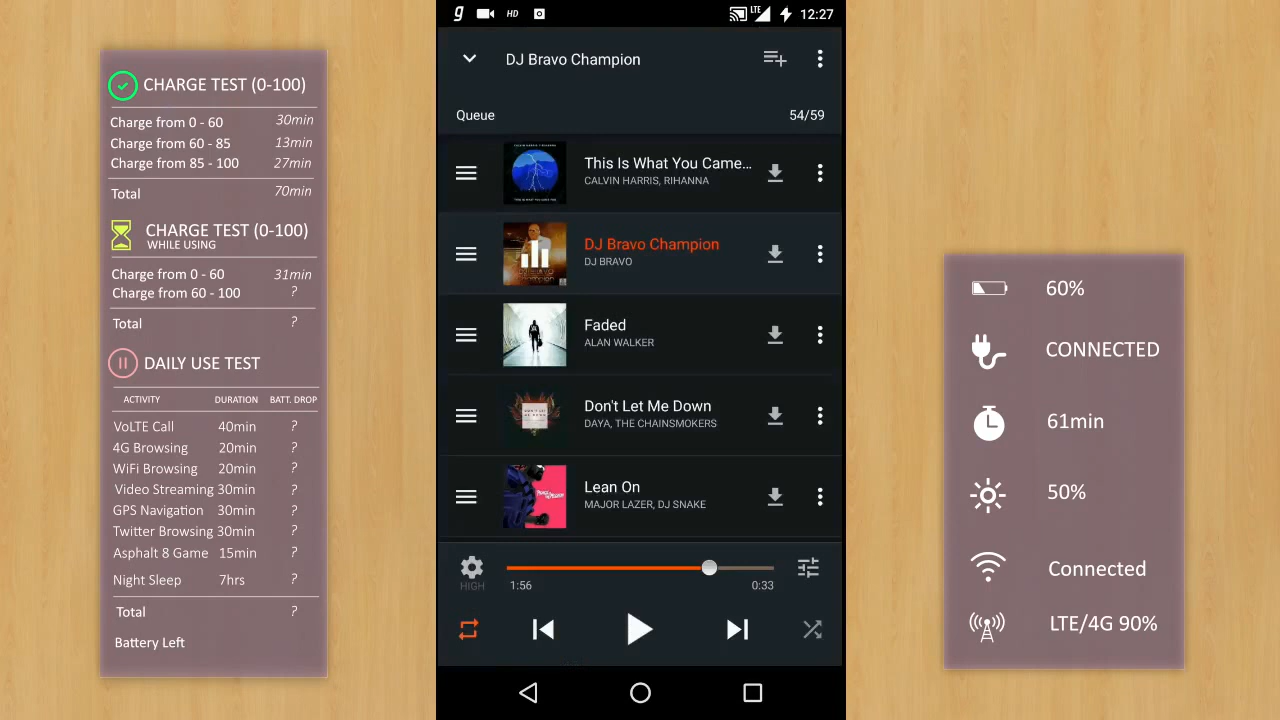 CHARGE TEST (0-100)
Charge from 0 - 60 30min
Charge from 60 - 85 13min
Charge from 85 - 100 27min
Total 70min
CHARGE TEST (0-100)
WHILE USING
Charge from 0 - 60 31min
Charge from 60 - 100 ?
Total ?
DAILY USE TEST
ACTIVITY DURATION BATT. DROP
VoLTE Call 40min ?
4G Browsing 20min ?
WiFi Browsing 20min ?
Video Streaming 30min ?
GPS Navigation 30min ?
Twitter Browsing 30min ?
Asphalt 8 Game 15min ?
Night Sleep 7hrs ?
Total ?
Battery Left
g HD LTE 12:27
DJ Bravo Champion
Queue 54/59
This Is What You Came...
CALVIN HARRIS, RIHANNA
DJ Bravo Champion
DJ BRAVO
Faded
ALAN WALKER
Don't Let Me Down
DAYA, THE CHAINSMOKERS
Lean On
MAJOR LAZER, DJ SNAKE
HIGH 1:56 0:33
60%
CONNECTED
61min
50%
Connected
LTE/4G 90%